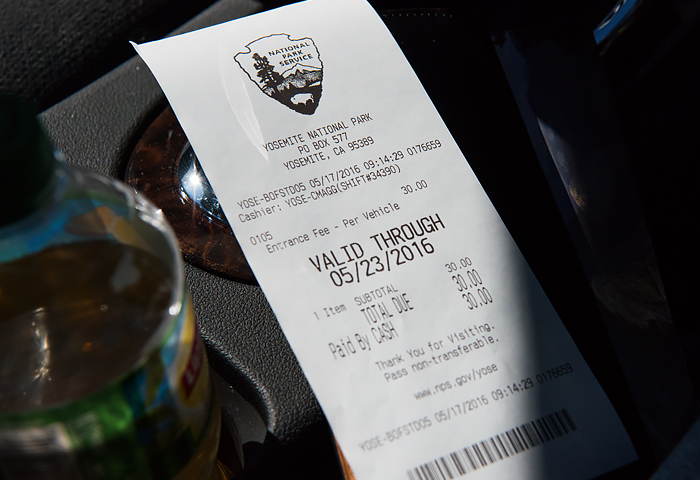 NATIONAL
PARK
SERVICE
YOSEMITE NATIONAL PARK
PO BOX 577
YOSEMITE, CA 95389
YOSE-BOFSTD05 05/17/2016 09:14:29 0176659
Cashier: YOSE-CMAGG(SHIFT#34390)
0105 30.00
Entrance Fee - Per Vehicle
VALID THROUGH
05/23/2016
1 Item SUBTOTAL 30.00
TOTAL DUE 30.00
Paid By CASH 30.00
Thank You for Visiting.
Pass non-transferable.
www.nps.gov/yose
YOSE-BOFSTD05 05/17/2016 09:14:29 0176659